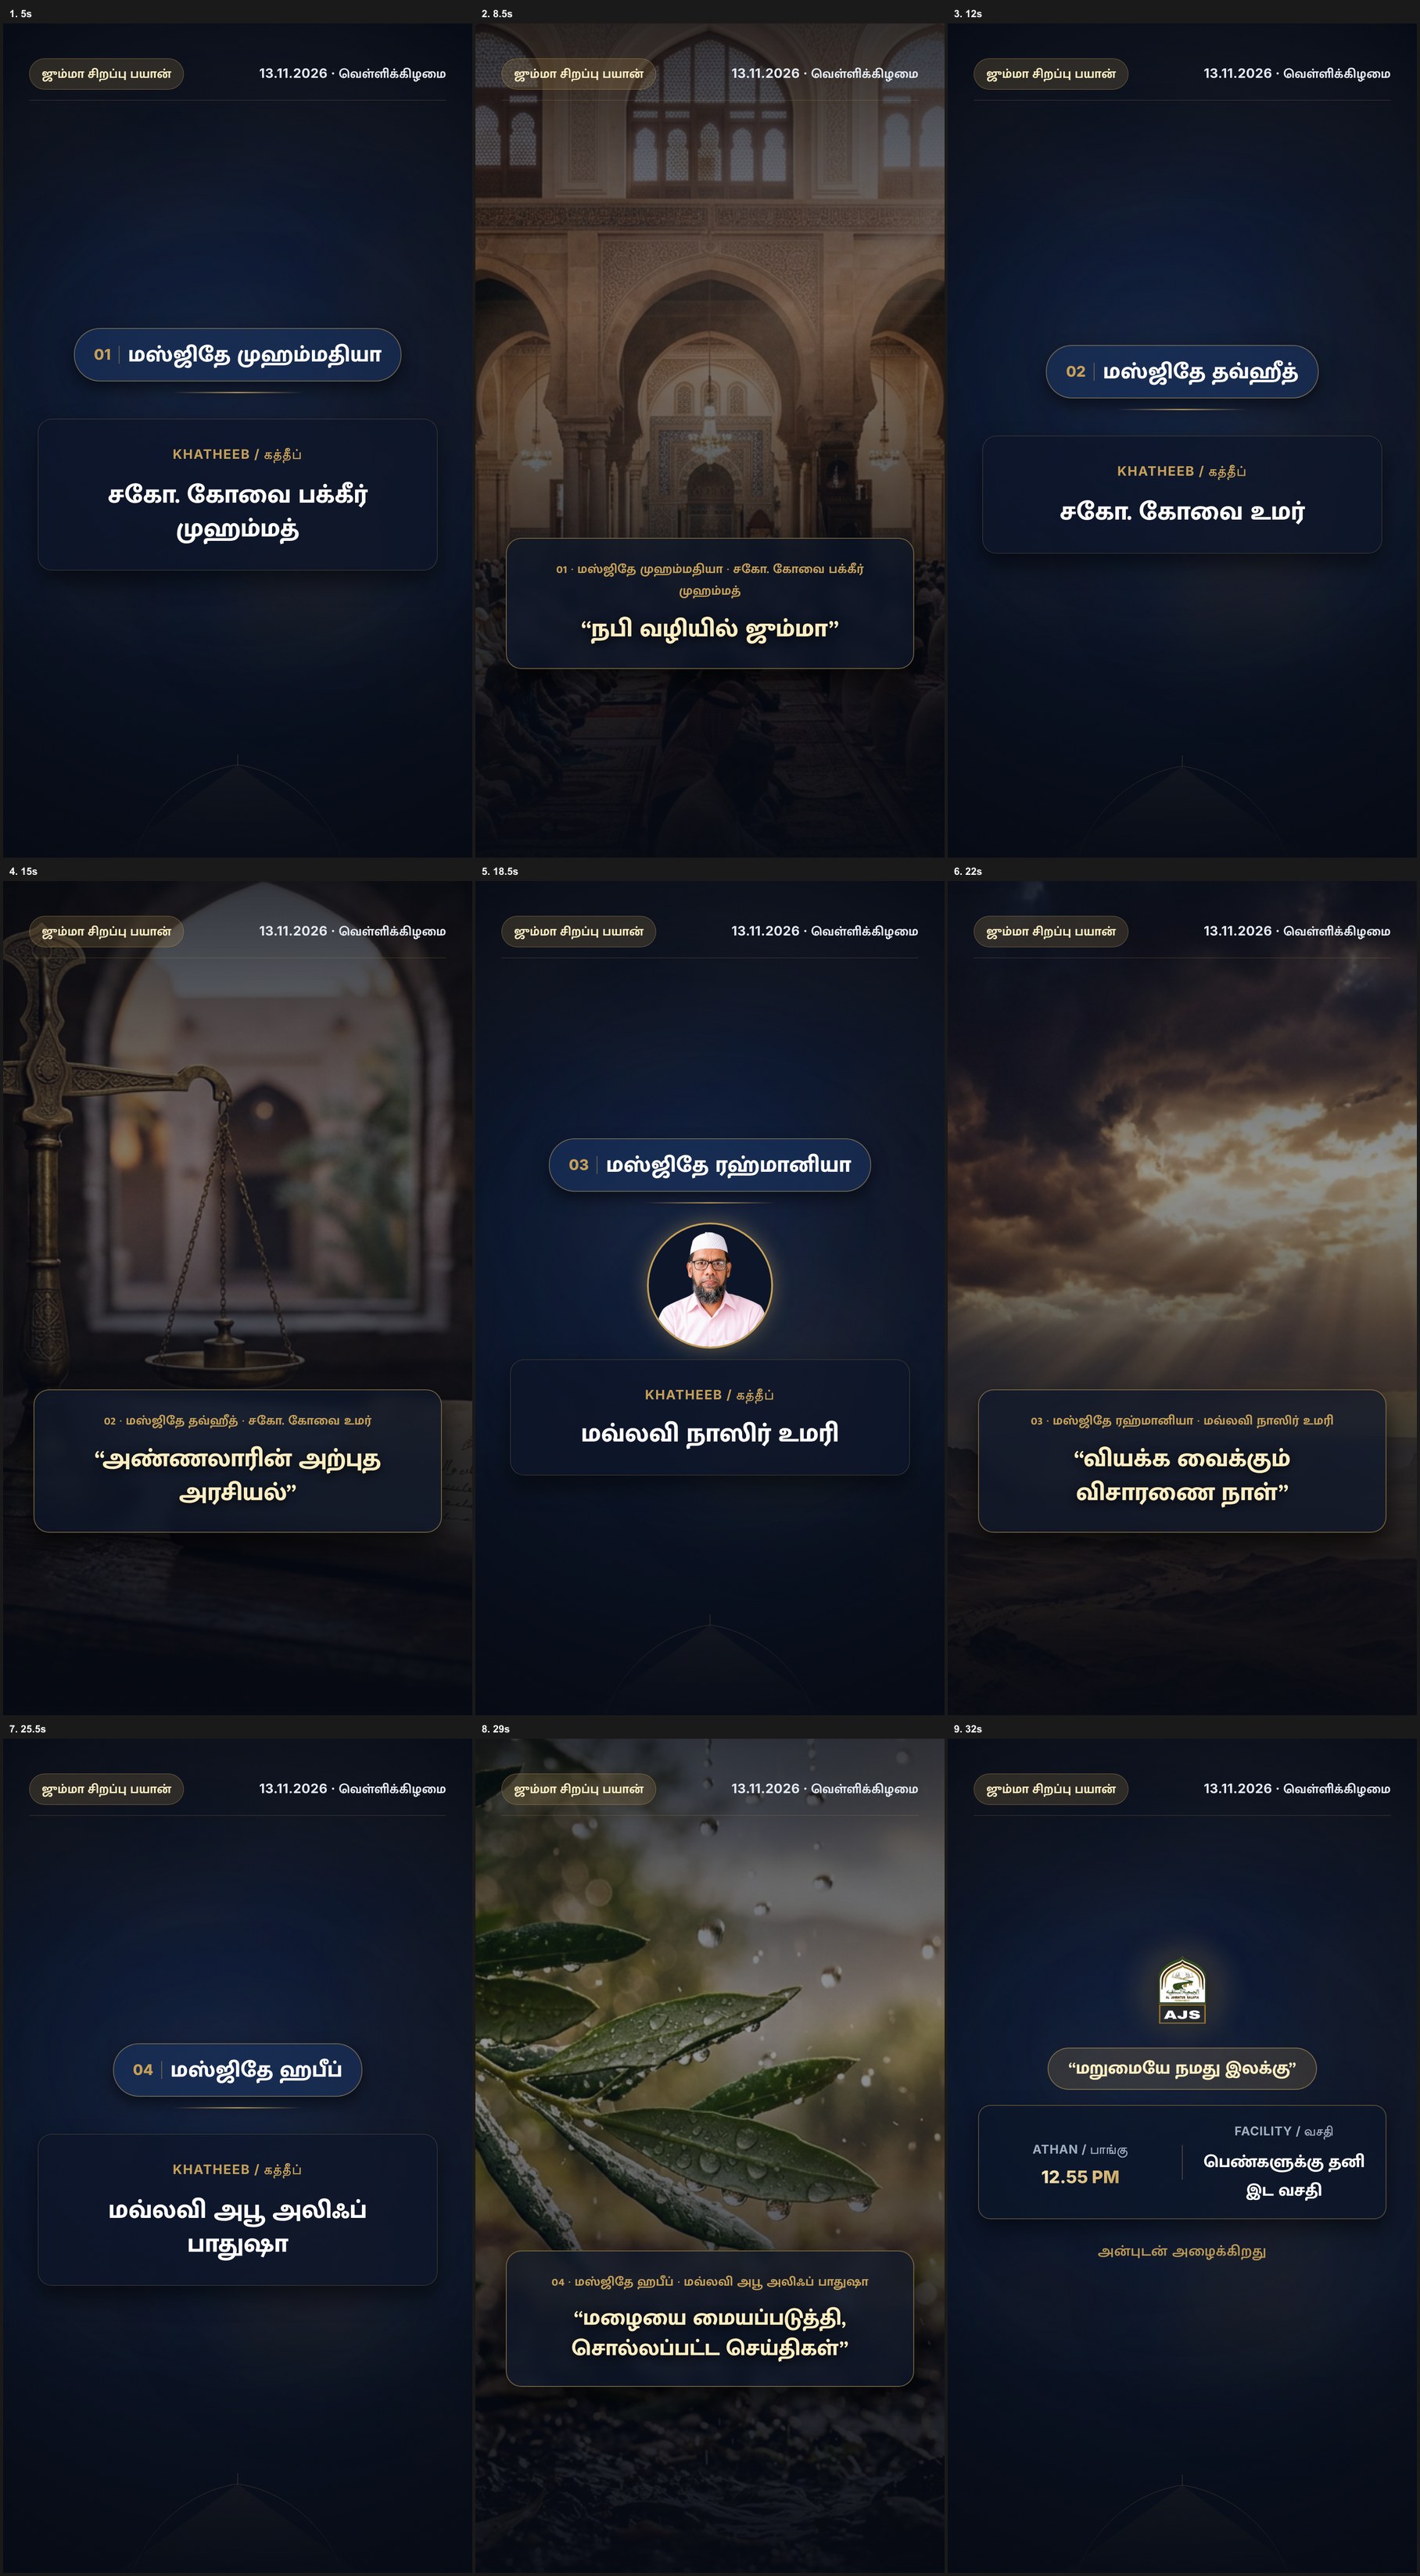 1. 5s
ஜும்மா சிறப்பு பயான்
13.11.2026 · வெள்ளிக்கிழமை
01 | மஸ்ஜிதே முஹம்மதியா
KHATHEEB / கத்தீப்
சகோ. கோவை பக்கீர்
முஹம்மத்
2. 8.5s
ஜும்மா சிறப்பு பயான்
13.11.2026 · வெள்ளிக்கிழமை
01 · மஸ்ஜிதே முஹம்மதியா · சகோ. கோவை பக்கீர்
முஹம்மத்
“நபி வழியில் ஜும்மா”
3. 12s
ஜும்மா சிறப்பு பயான்
13.11.2026 · வெள்ளிக்கிழமை
02 | மஸ்ஜிதே தவ்ஹீத்
KHATHEEB / கத்தீப்
சகோ. கோவை உமர்
4. 15s
ஜும்மா சிறப்பு பயான்
13.11.2026 · வெள்ளிக்கிழமை
02 · மஸ்ஜிதே தவ்ஹீத் · சகோ. கோவை உமர்
“அண்ணலாரின் அற்புத
அரசியல்”
5. 18.5s
ஜும்மா சிறப்பு பயான்
13.11.2026 · வெள்ளிக்கிழமை
03 | மஸ்ஜிதே ரஹ்மானியா
KHATHEEB / கத்தீப்
மவ்லவி நாஸிர் உமரி
6. 22s
ஜும்மா சிறப்பு பயான்
13.11.2026 · வெள்ளிக்கிழமை
03 · மஸ்ஜிதே ரஹ்மானியா · மவ்லவி நாஸிர் உமரி
“வியக்க வைக்கும்
விசாரணை நாள்”
7. 25.5s
ஜும்மா சிறப்பு பயான்
13.11.2026 · வெள்ளிக்கிழமை
04 | மஸ்ஜிதே ஹபீப்
KHATHEEB / கத்தீப்
மவ்லவி அபூ அலிஃப்
பாதுஷா
8. 29s
ஜும்மா சிறப்பு பயான்
13.11.2026 · வெள்ளிக்கிழமை
04 · மஸ்ஜிதே ஹபீப் · மவ்லவி அபூ அலிஃப் பாதுஷா
“மழையை மையப்படுத்தி,
சொல்லப்பட்ட செய்திகள்”
9. 32s
ஜும்மா சிறப்பு பயான்
13.11.2026 · வெள்ளிக்கிழமை
AJS
“மறுமையே நமது இலக்கு”
ATHAN / பாங்கு
12.55 PM
FACILITY / வசதி
பெண்களுக்கு தனி
இட வசதி
அன்புடன் அழைக்கிறது